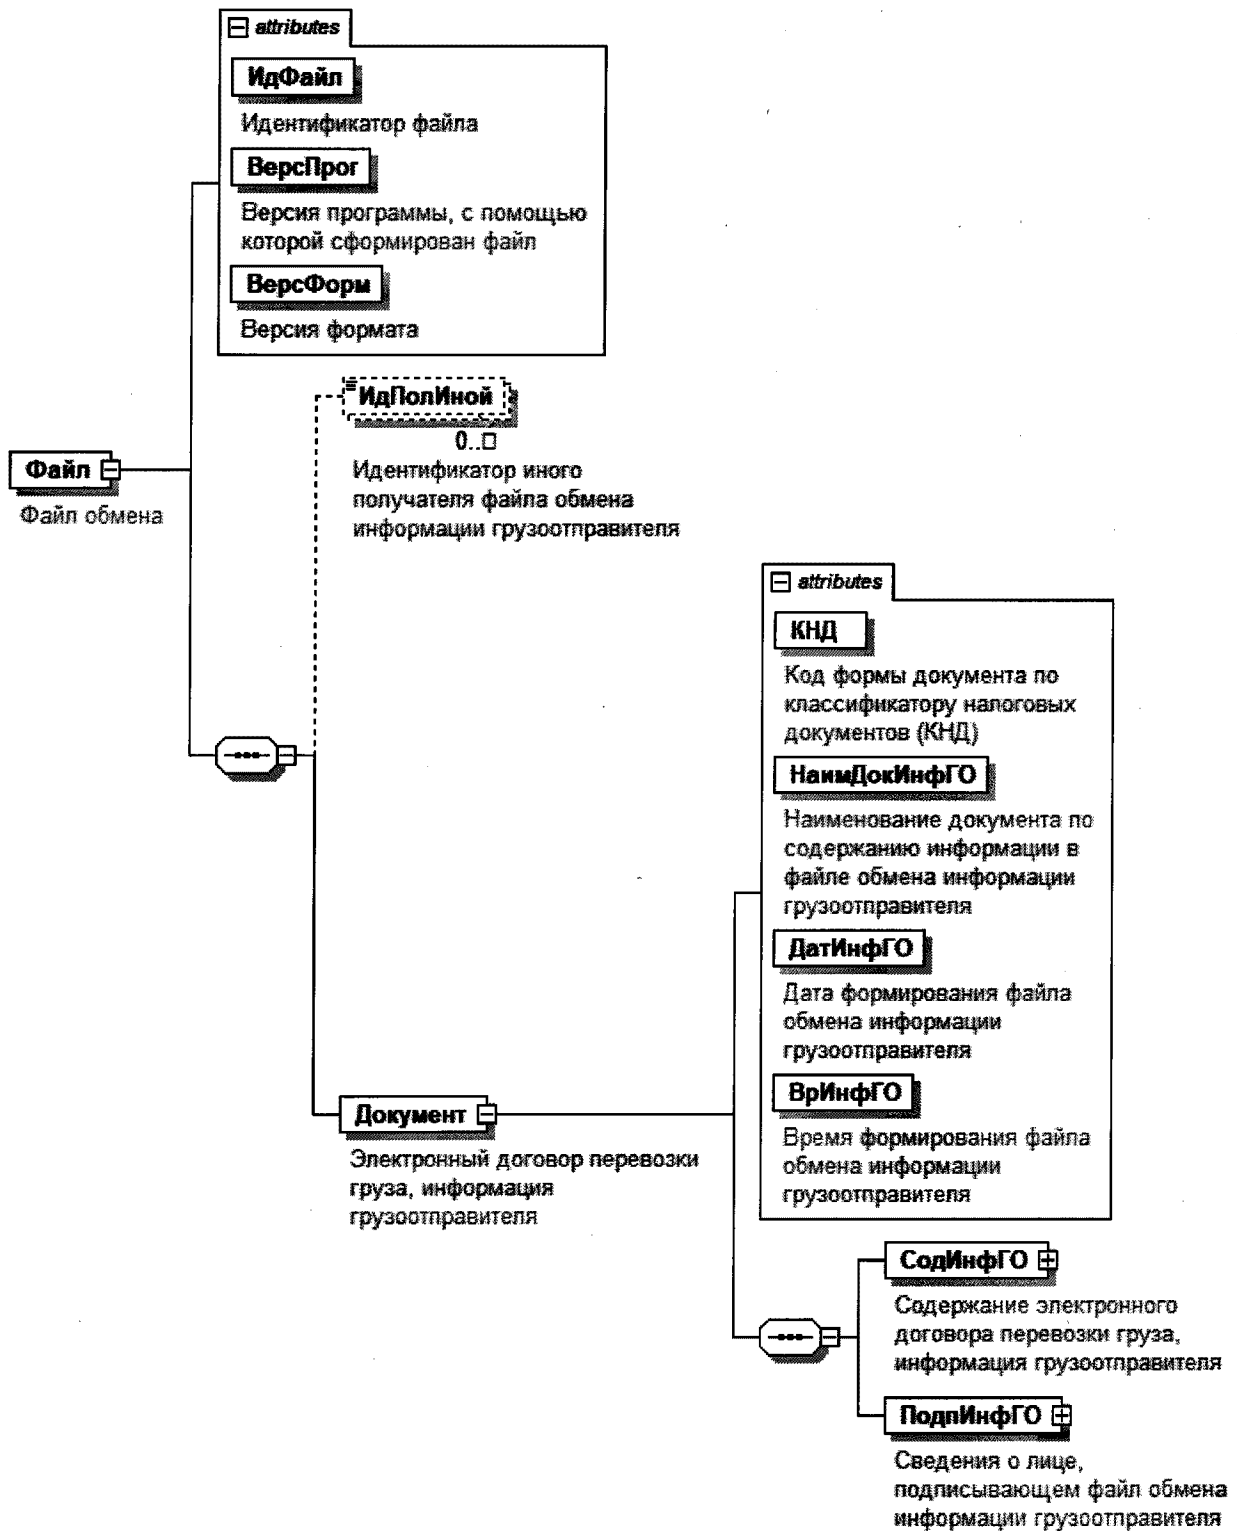 attributes
ИдФайл
Идентификатор файла
ВерсПрог
Версия программы, с помощью
которой сформирован файл
ВерсФорм
Версия формата
ИдПолИной
0..□
Идентификатор иного
получателя файла обмена
информации грузоотправителя
Файл
Файл обмена
attributes
КНД
Код формы документа по
классификатору налоговых
документов (КНД)
НаимДокИнфГО
Наименование документа по
содержанию информации в
файле обмена информации
грузоотправителя
ДатИнфГО
Дата формирования файла
обмена информации
грузоотправителя
ВрИнфГО
Время формирования файла
обмена информации
грузоотправителя
Документ
Электронный договор перевозки
груза, информация
грузоотправителя
СодИнфГО
Содержание электронного
договора перевозки груза,
информация грузоотправителя
ПодпИнфГО
Сведения о лице,
подписывающем файл обмена
информации грузоотправителя